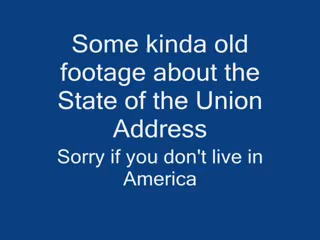 Some kinda old
footage about the
State of the Union
Address
Sorry if you don't live in
America